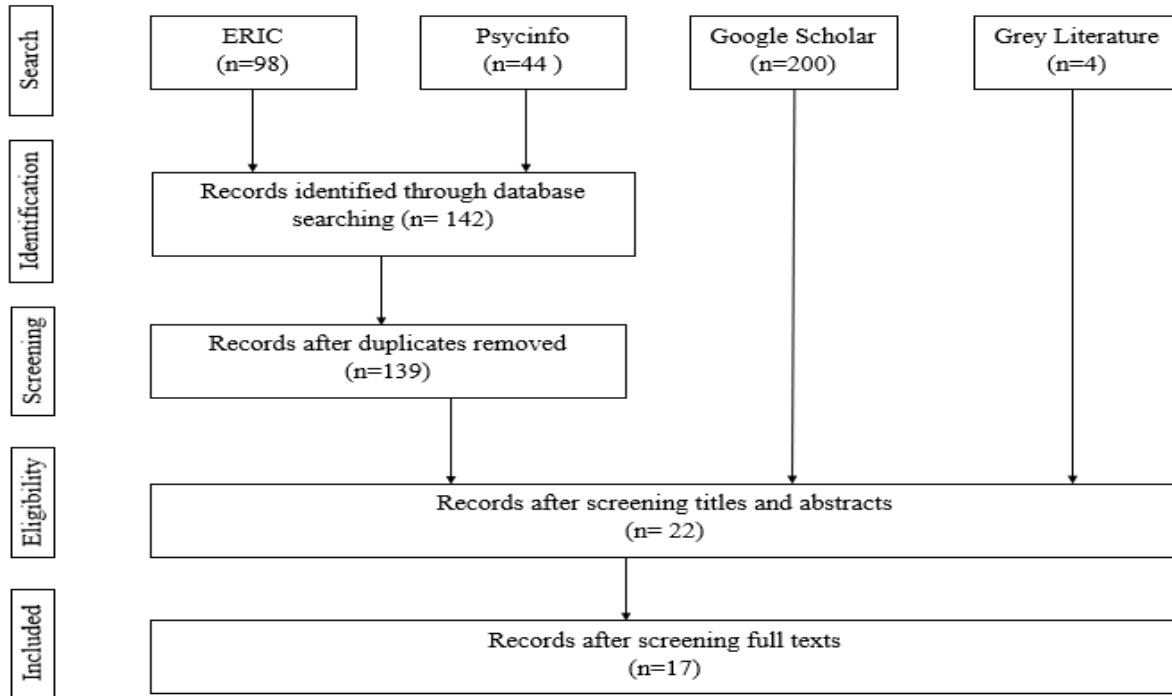 Search
ERIC
(n=98)
Psycinfo
(n=44 )
Google Scholar
(n=200)
Grey Literature
(n=4)
Identification
Records identified through database
searching (n= 142)
Screening
Records after duplicates removed
(n=139)
Eligibility
Records after screening titles and abstracts
(n= 22)
Included
Records after screening full texts
(n=17)